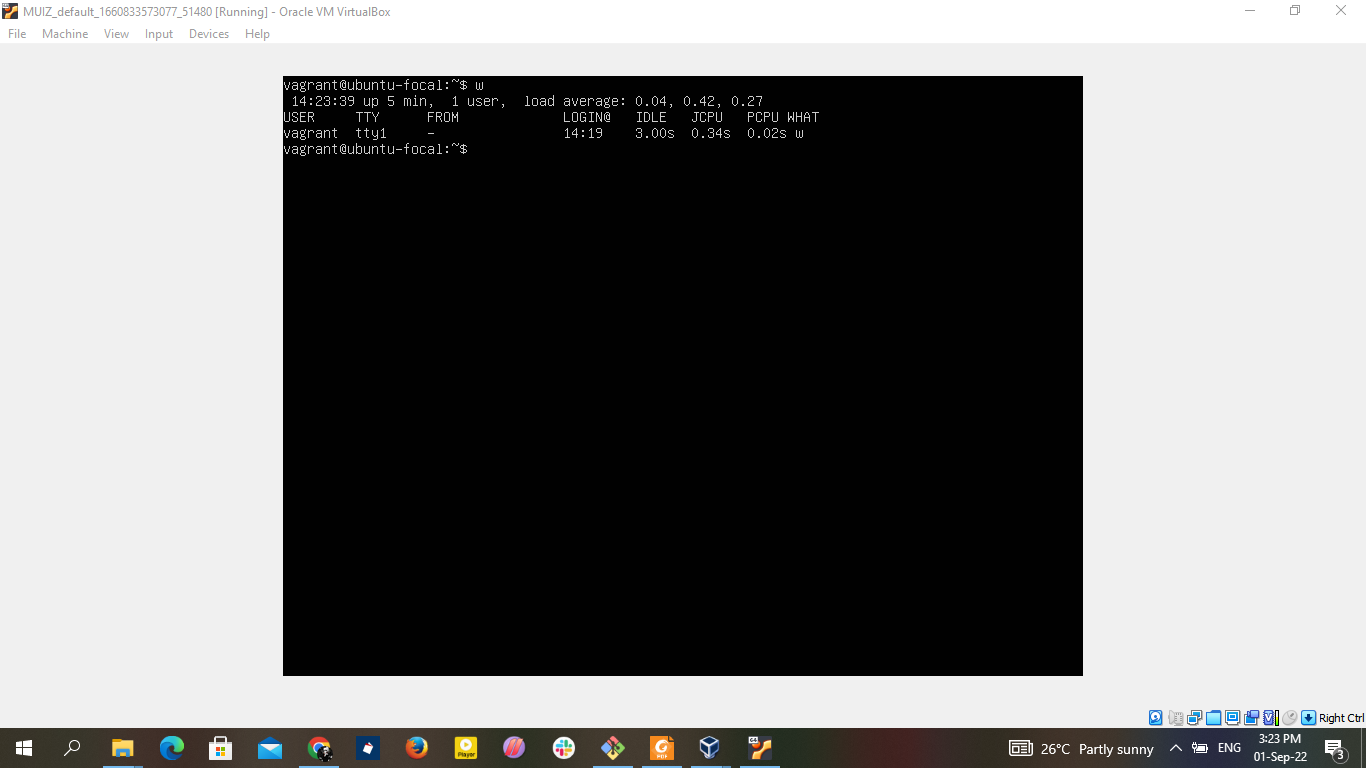 MUIZ_default_1660833573077_51480 [Running] - Oracle VM VirtualBox
File Machine View Input Devices Help
vagrant@ubuntu-focal:~$ w
14:23:39 up 5 min, 1 user, load average: 0.04, 0.42, 0.27
USER TTY FROM LOGIN@ IDLE JCPU PCPU WHAT
vagrant tty1 - 14:19 3.00s 0.34s 0.02s w
vagrant@ubuntu-focal:~$
Right Ctrl
Player
PDF
64
26°C Partly sunny
ENG
3:23 PM
01-Sep-22
3